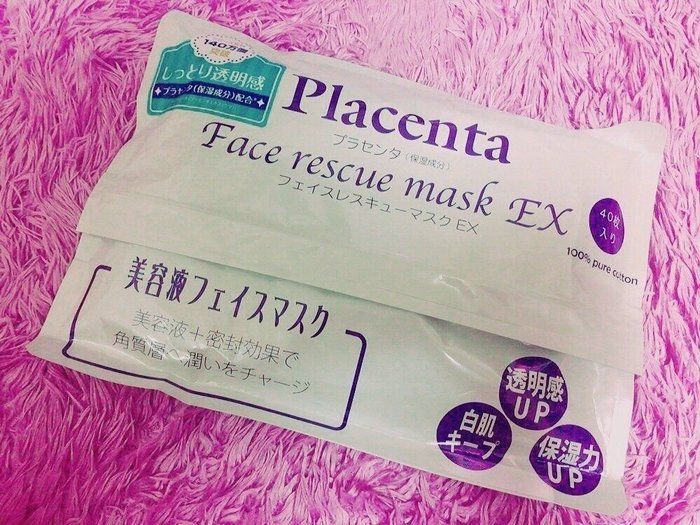 140万個
突破
しっとり透明感
プラセンタ(保湿成分)配合
Placenta
プラセンタ(保湿成分)
Face rescue mask EX
フェイスレスキューマスク EX
40枚
入り
100% pure cotton
美容液フェイスマスク
美容液+密封効果で
角質層へ潤いをチャージ
透明感
UP
白肌
キープ
保湿力
UP